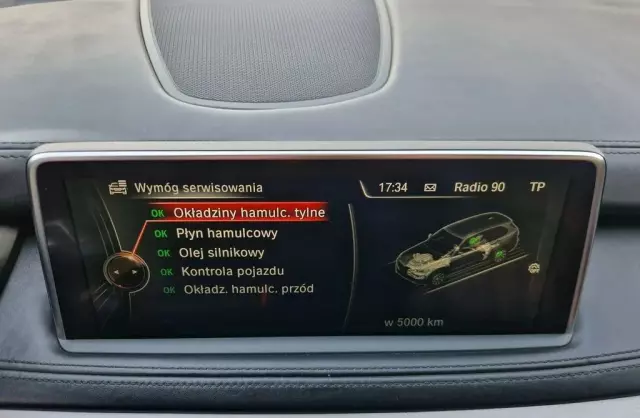 Wymóg serwisowania
17:34 Radio 90 TP
OK Okładziny hamulc. tylne
OK Płyn hamulcowy
OK Olej silnikowy
OK Kontrola pojazdu
OK Okładz. hamulc. przód
w 5000 km